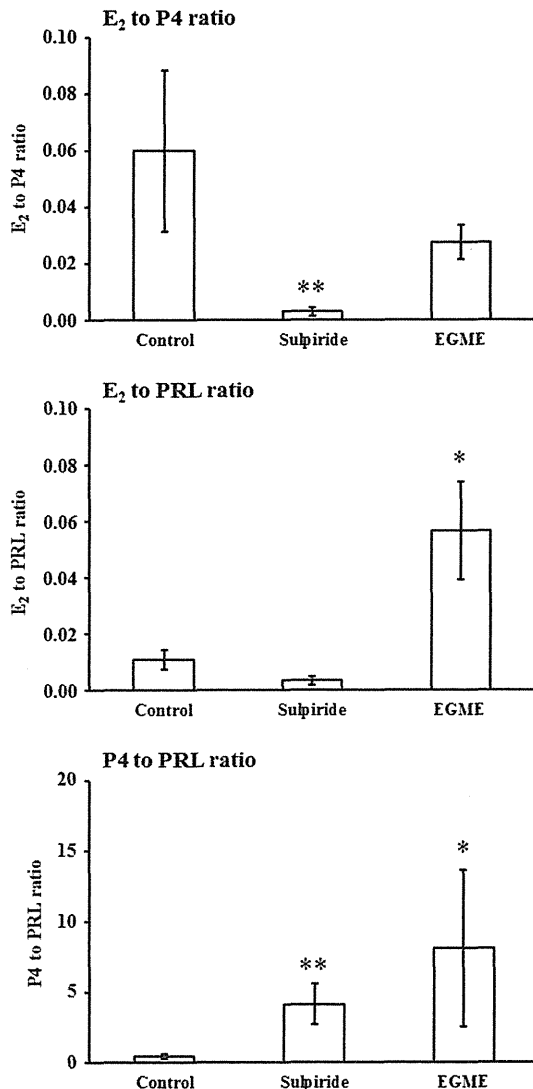 E₂ to P4 ratio
0.10
0.08
0.06
0.04
0.02
0.00
E₂ to P4 ratio
**
Control Sulpiride EGME
E₂ to PRL ratio
0.10
0.08
0.06
0.04
0.02
0.00
E₂ to PRL ratio
*
Control Sulpiride EGME
P4 to PRL ratio
20
15
10
5
0
P4 to PRL ratio
**
*
Control Sulpiride EGME